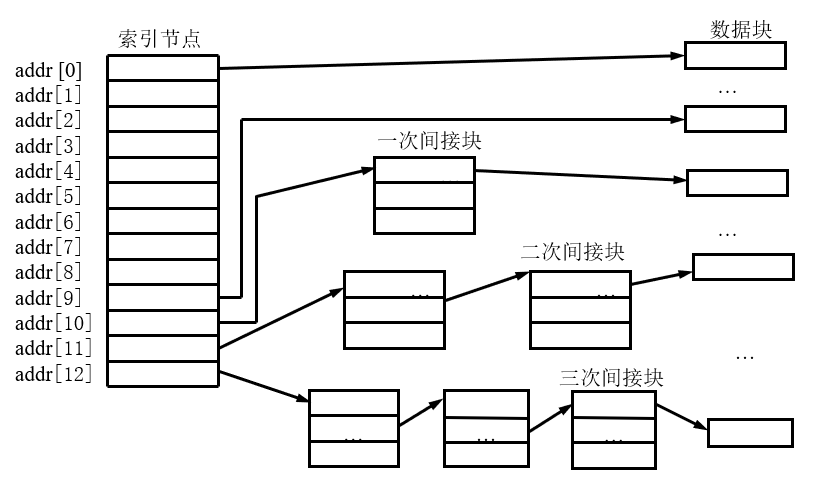 索引节点
数据块
addr [0]
addr[1]
…
addr[2]
addr[3]
一次间接块
addr[4]
…
addr[5]
addr[6]
addr[7]
…
二次间接块
addr[8]
addr[9]
…
…
addr[10]
addr[11]
…
addr[12]
三次间接块
…
…
…